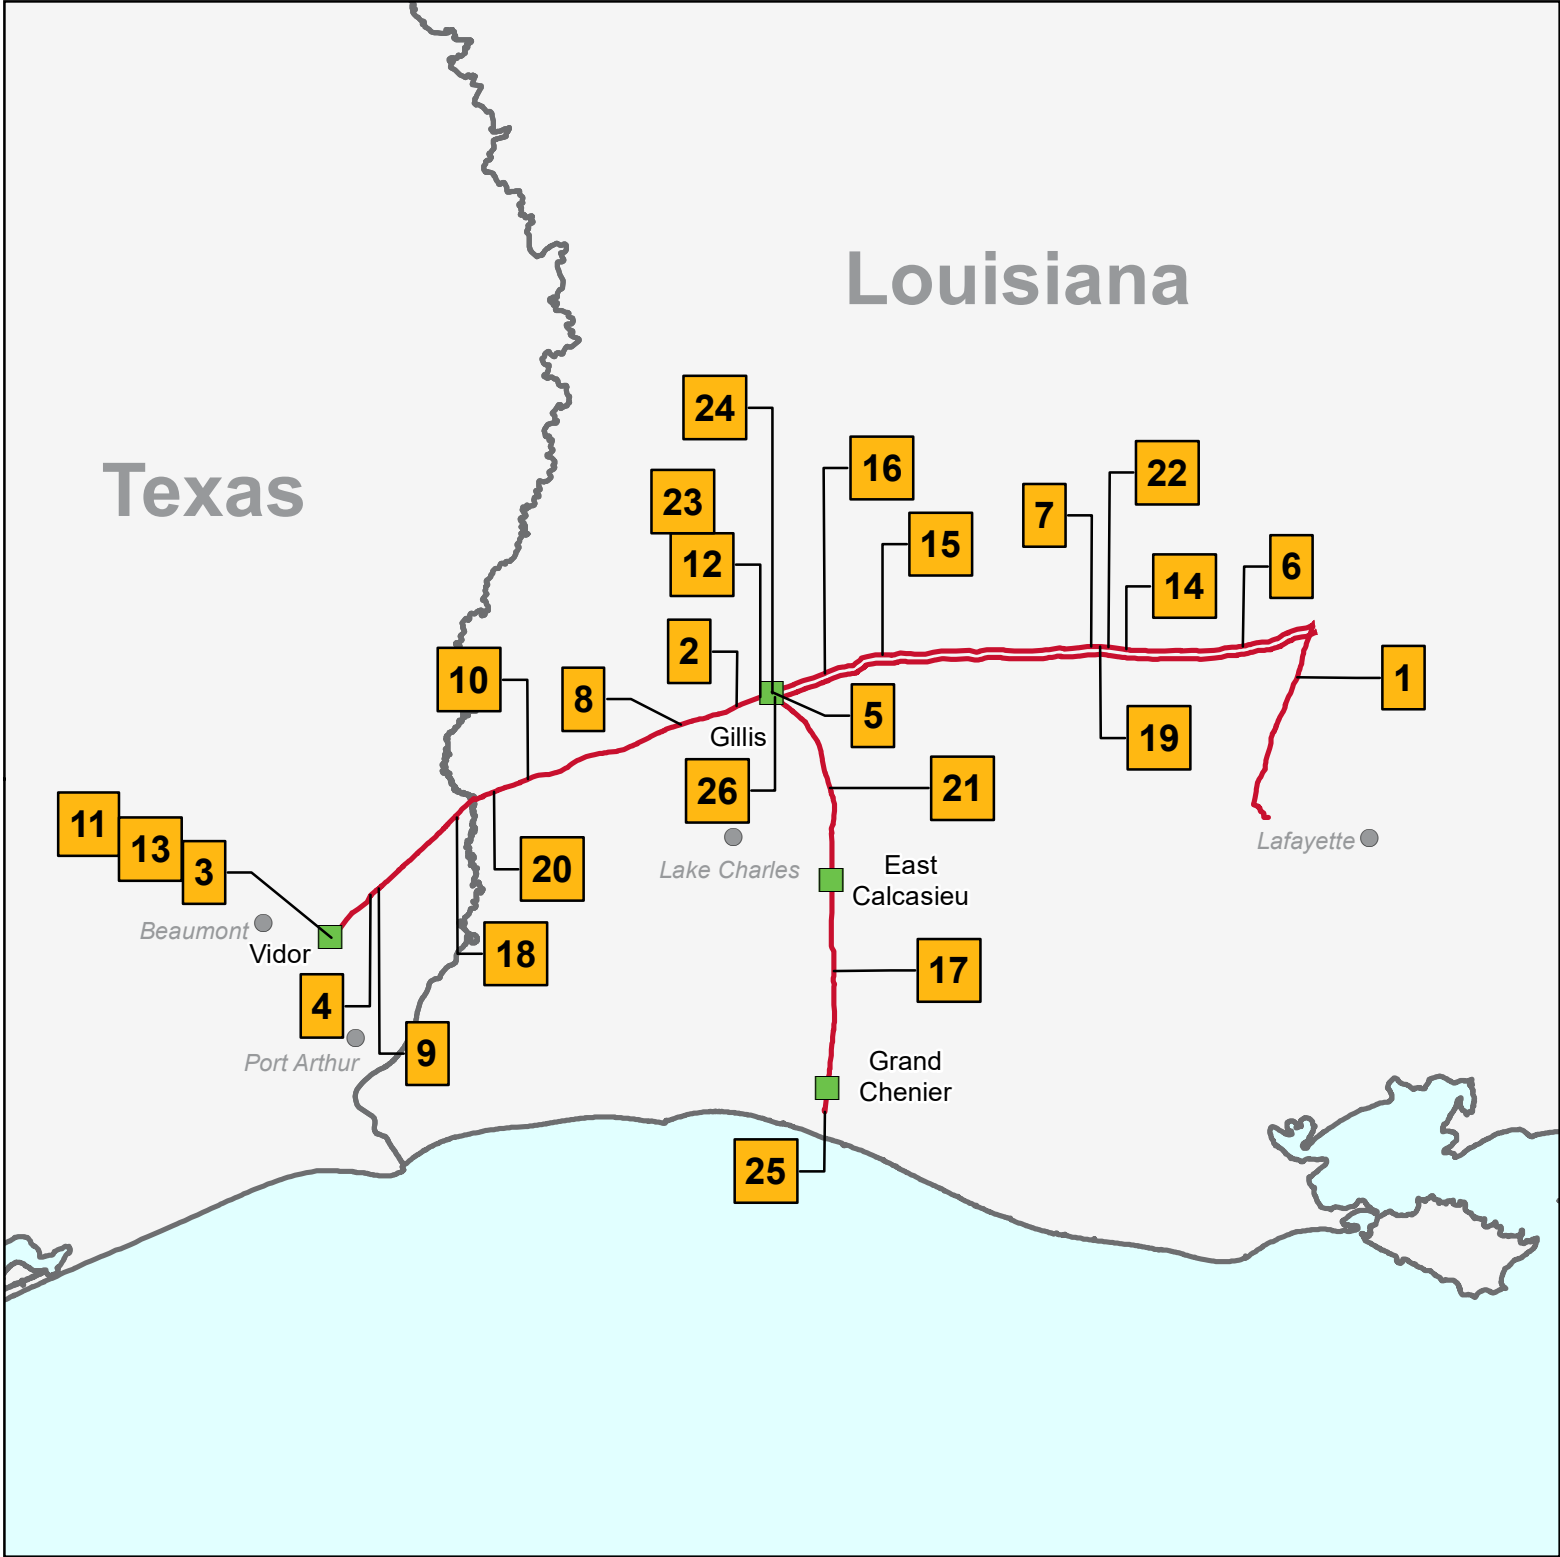 Louisiana
24
16
22
Texas
23
7
15
6
12
14
2
10
1
8
5
Gillis
19
26
21
11
Lafayette
13
3
Lake Charles
20
East
Calcasieu
Beaumont
Vidor
18
17
4
9
Port Arthur
Grand
Chenier
25